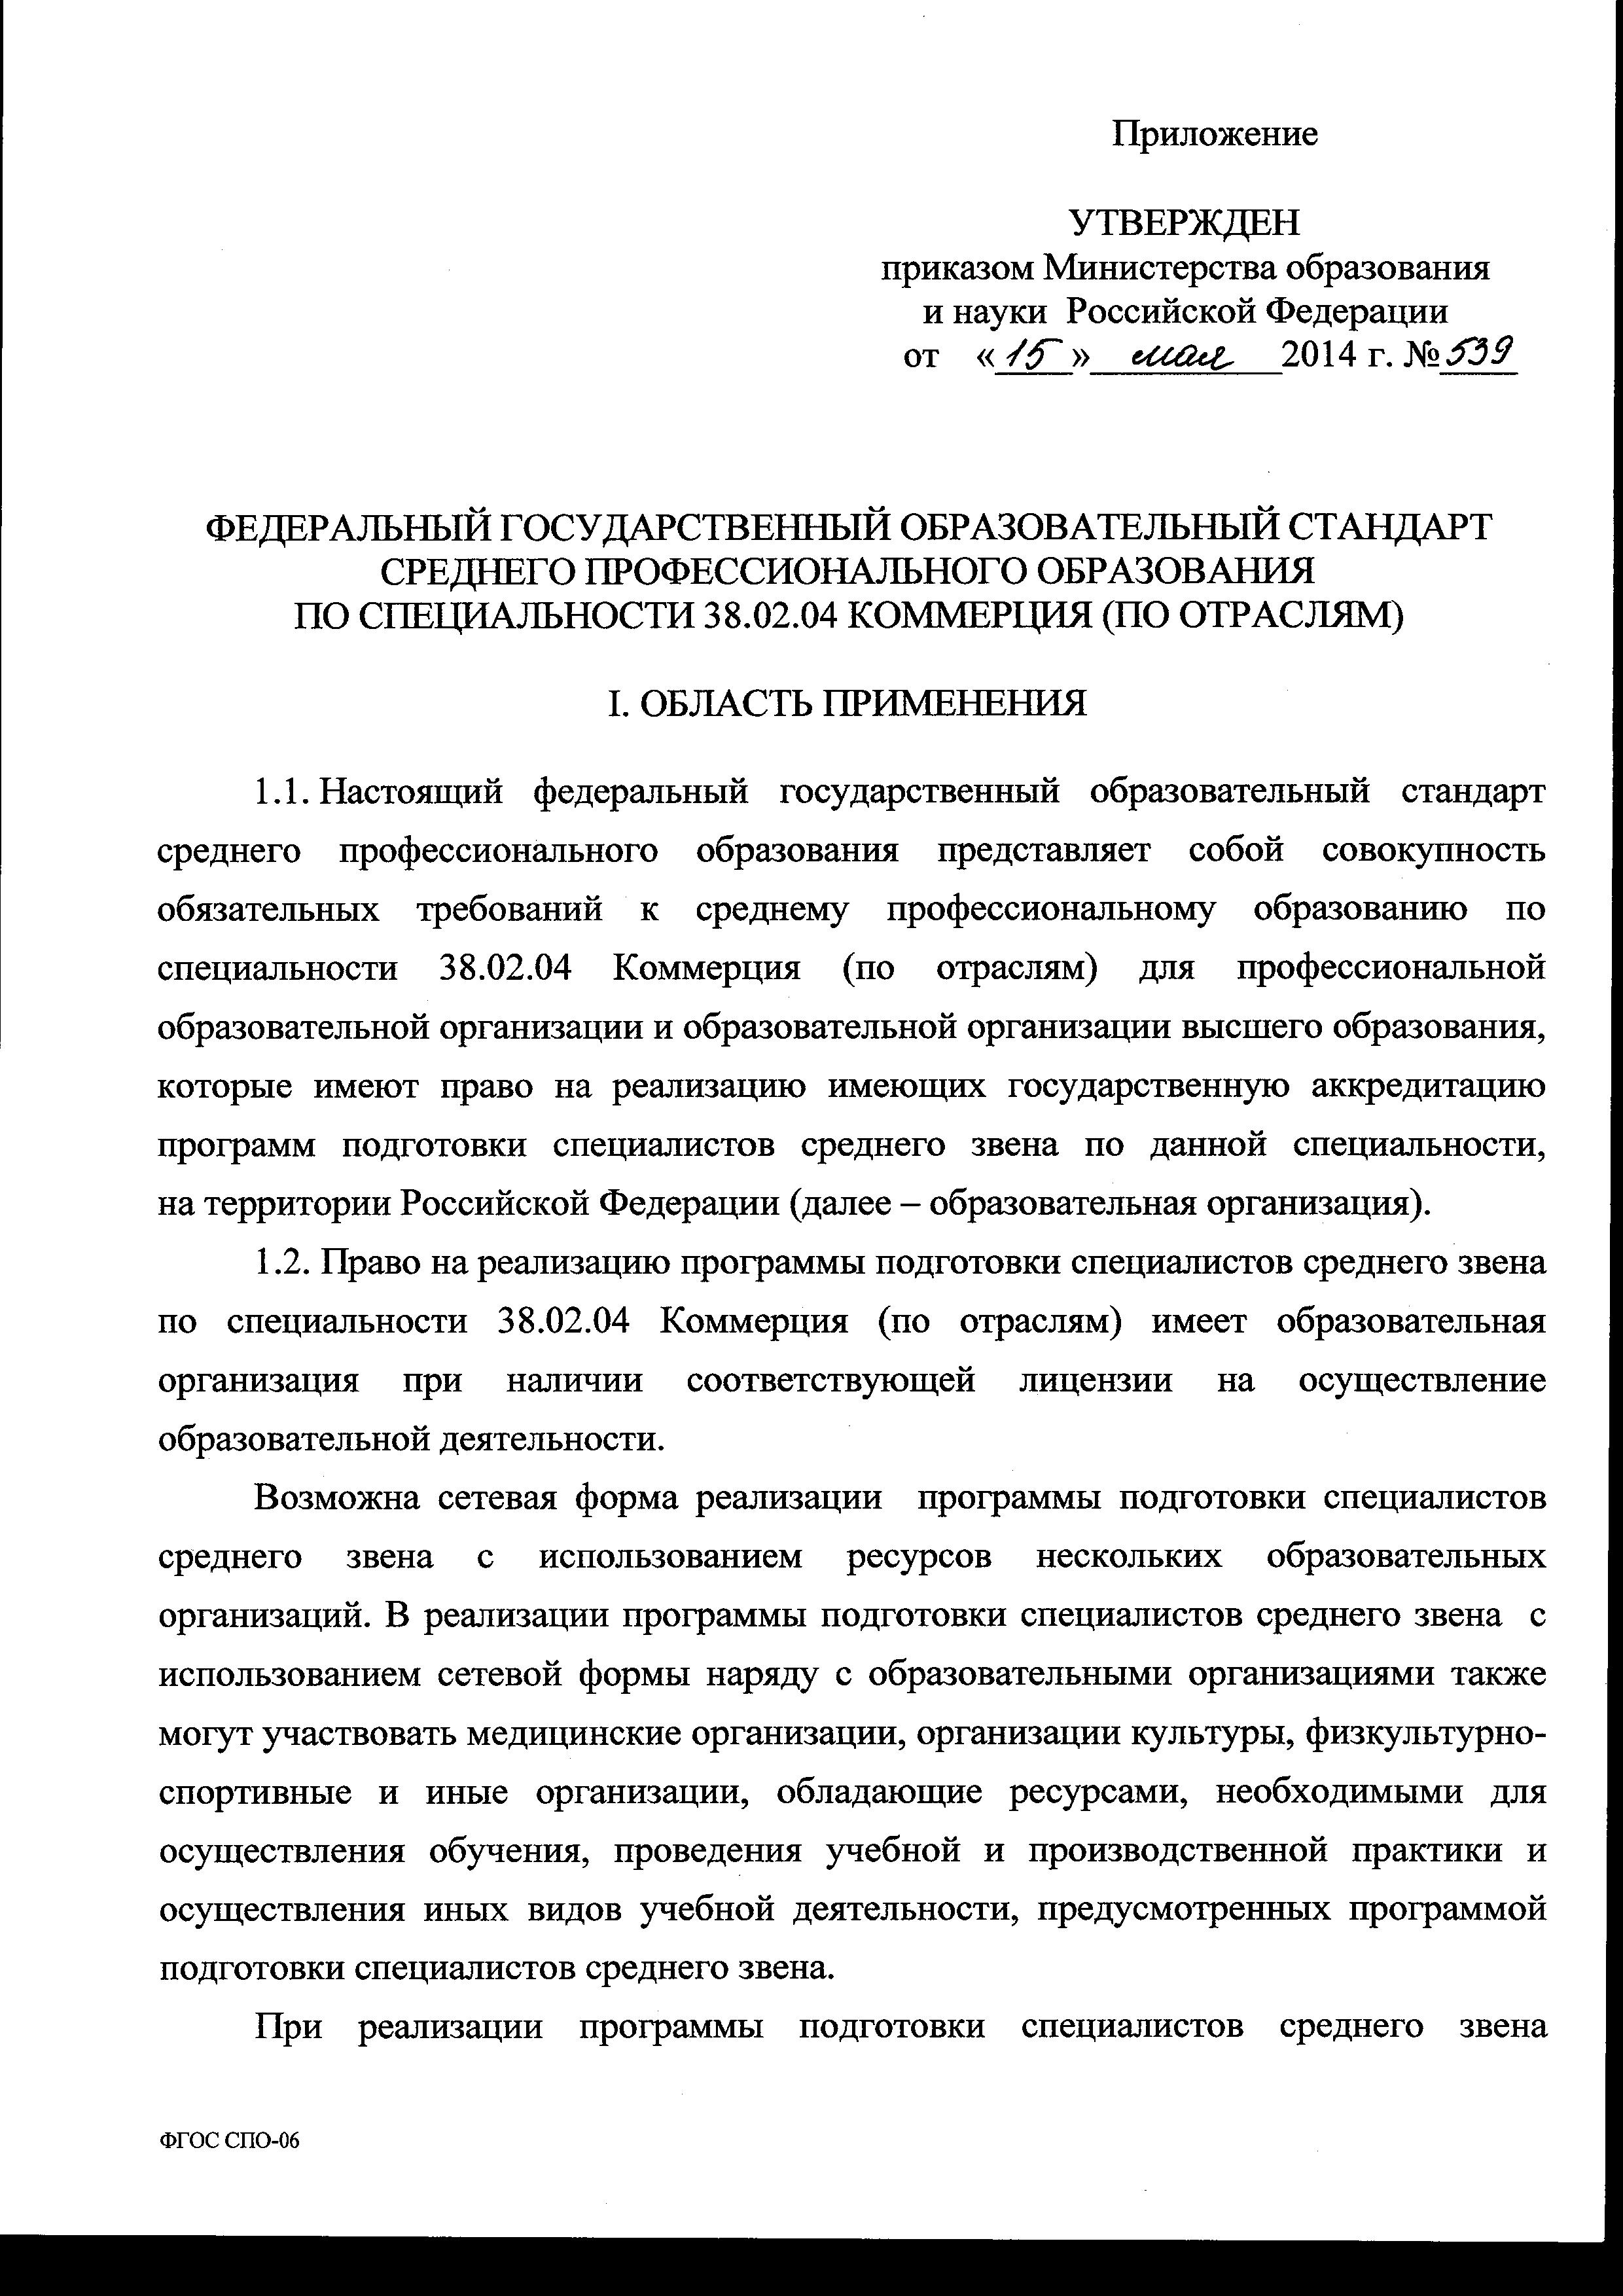 Приложение
УТВЕРЖДЕН
приказом Министерства образования
и науки Российской Федерации
от «15» мая 2014 г. №539
ФЕДЕРАЛЬНЫЙ ГОСУДАРСТВЕННЫЙ ОБРАЗОВАТЕЛЬНЫЙ СТАНДАРТ
СРЕДНЕГО ПРОФЕССИОНАЛЬНОГО ОБРАЗОВАНИЯ
ПО СПЕЦИАЛЬНОСТИ 38.02.04 КОММЕРЦИЯ (ПО ОТРАСЛЯМ)
I. ОБЛАСТЬ ПРИМЕНЕНИЯ
1.1. Настоящий федеральный государственный образовательный стандарт
среднего профессионального образования представляет собой совокупность
обязательных требований к среднему профессиональному образованию по
специальности 38.02.04 Коммерция (по отраслям) для профессиональной
образовательной организации и образовательной организации высшего образования,
которые имеют право на реализацию имеющих государственную аккредитацию
программ подготовки специалистов среднего звена по данной специальности,
на территории Российской Федерации (далее – образовательная организация).
1.2. Право на реализацию программы подготовки специалистов среднего звена
по специальности 38.02.04 Коммерция (по отраслям) имеет образовательная
организация при наличии соответствующей лицензии на осуществление
образовательной деятельности.
Возможна сетевая форма реализации программы подготовки специалистов
среднего звена с использованием ресурсов нескольких образовательных
организаций. В реализации программы подготовки специалистов среднего звена с
использованием сетевой формы наряду с образовательными организациями также
могут участвовать медицинские организации, организации культуры, физкультурно-
спортивные и иные организации, обладающие ресурсами, необходимыми для
осуществления обучения, проведения учебной и производственной практики и
осуществления иных видов учебной деятельности, предусмотренных программой
подготовки специалистов среднего звена.
При реализации программы подготовки специалистов среднего звена
ФГОС СПО-06